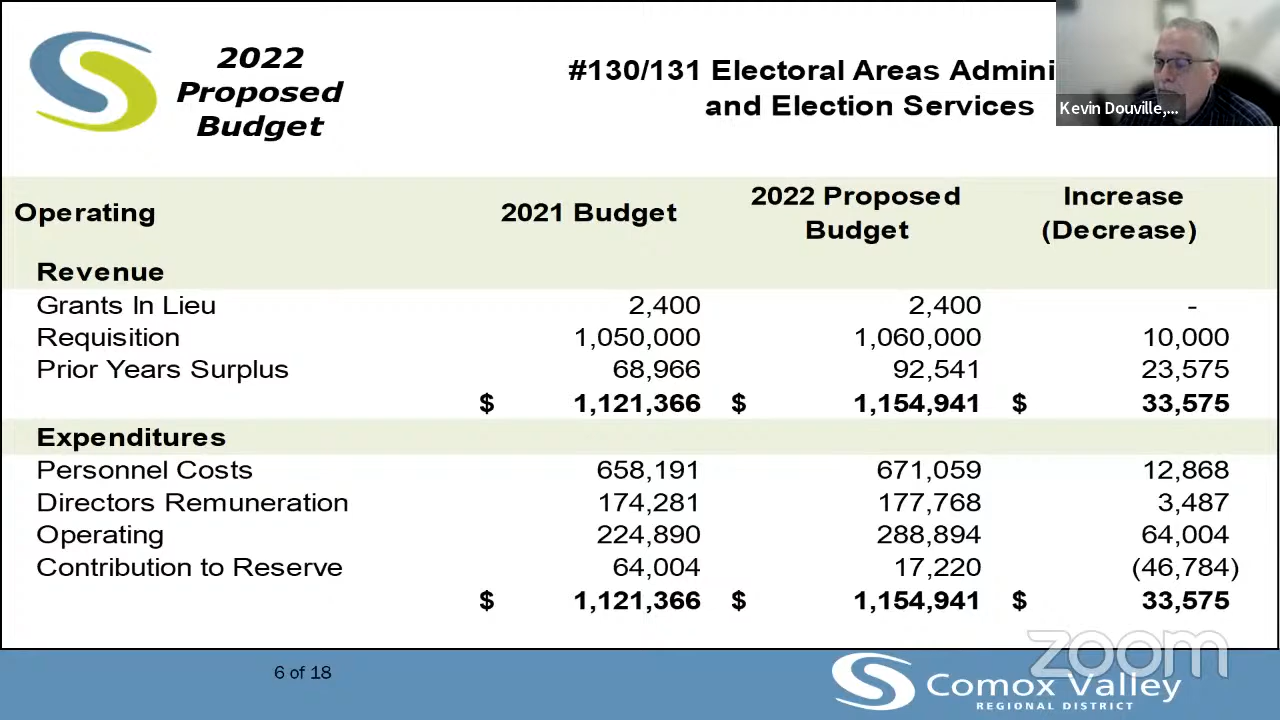 2022
Proposed
Budget
#130/131 Electoral Areas Admini
and Election Services
Kevin Douville,...
Operating 2021 Budget 2022 Proposed Budget Increase (Decrease)
Revenue
Grants In Lieu 2,400 2,400 -
Requisition 1,050,000 1,060,000 10,000
Prior Years Surplus 68,966 92,541 23,575
$ 1,121,366 $ 1,154,941 $ 33,575
Expenditures
Personnel Costs 658,191 671,059 12,868
Directors Remuneration 174,281 177,768 3,487
Operating 224,890 288,894 64,004
Contribution to Reserve 64,004 17,220 (46,784)
$ 1,121,366 $ 1,154,941 $ 33,575
zoom
6 of 18
Comox Valley
REGIONAL DISTRICT